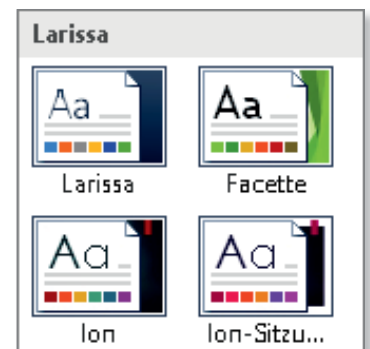 Larissa
Aa Aa
Larissa Facette
Aa Aa
Ion Ion-Sitzu...